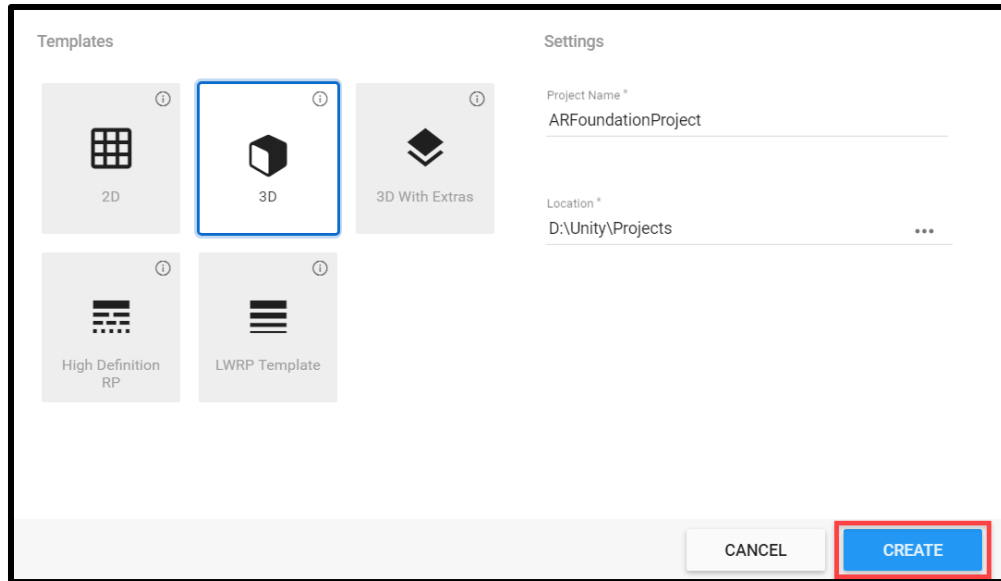 Templates
Settings
2D
3D
3D With Extras
High Definition
RP
LWRP Template
Project Name *
ARFoundationProject
Location *
D:\Unity\Projects
CANCEL
CREATE